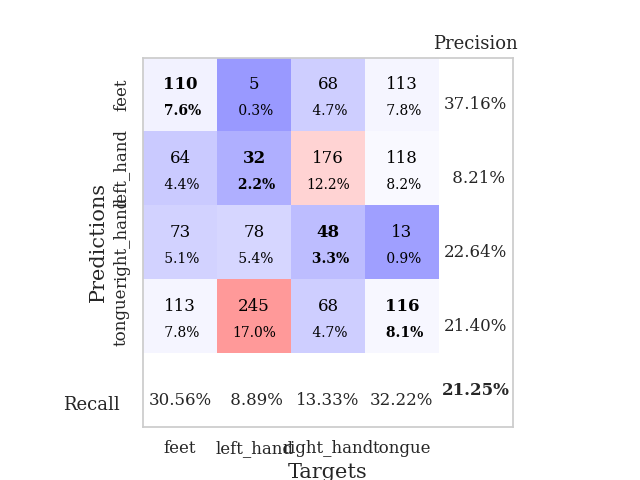 Precision
feet
110 5 68 113
7.6% 0.3% 4.7% 7.8%
37.16%
left_hand
64 32 176 118
4.4% 2.2% 12.2% 8.2%
8.21%
right_hand
73 78 48 13
5.1% 5.4% 3.3% 0.9%
22.64%
tongue
113 245 68 116
7.8% 17.0% 4.7% 8.1%
21.40%
Predictions
Recall
30.56% 8.89% 13.33% 32.22%
21.25%
feet left_hand right_hand tongue
Targets